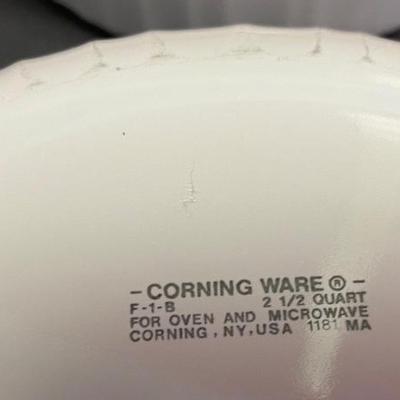 - CORNING WARE ® -
F-1-B 2 1/2 QUART
FOR OVEN AND MICROWAVE
CORNING, NY, USA 1181 MA